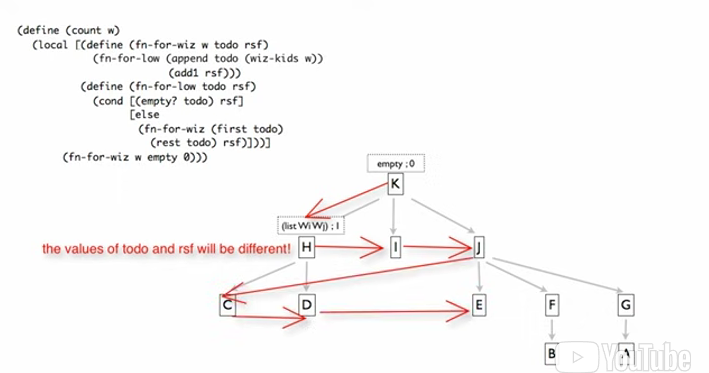 (define (count w)
(local [(define (fn-for-wiz w todo rsf)
(fn-for-low (append todo (wiz-kids w))
(add1 rsf)))
(define (fn-for-low todo rsf)
(cond [(empty? todo) rsf]
[else
(fn-for-wiz (first todo)
(rest todo) rsf)]))]
(fn-for-wiz w empty 0)))
empty ; 0
K
(list Wi Wj) ; 1
the values of todo and rsf will be different!
H I J
C D E F G
B A
YouTube